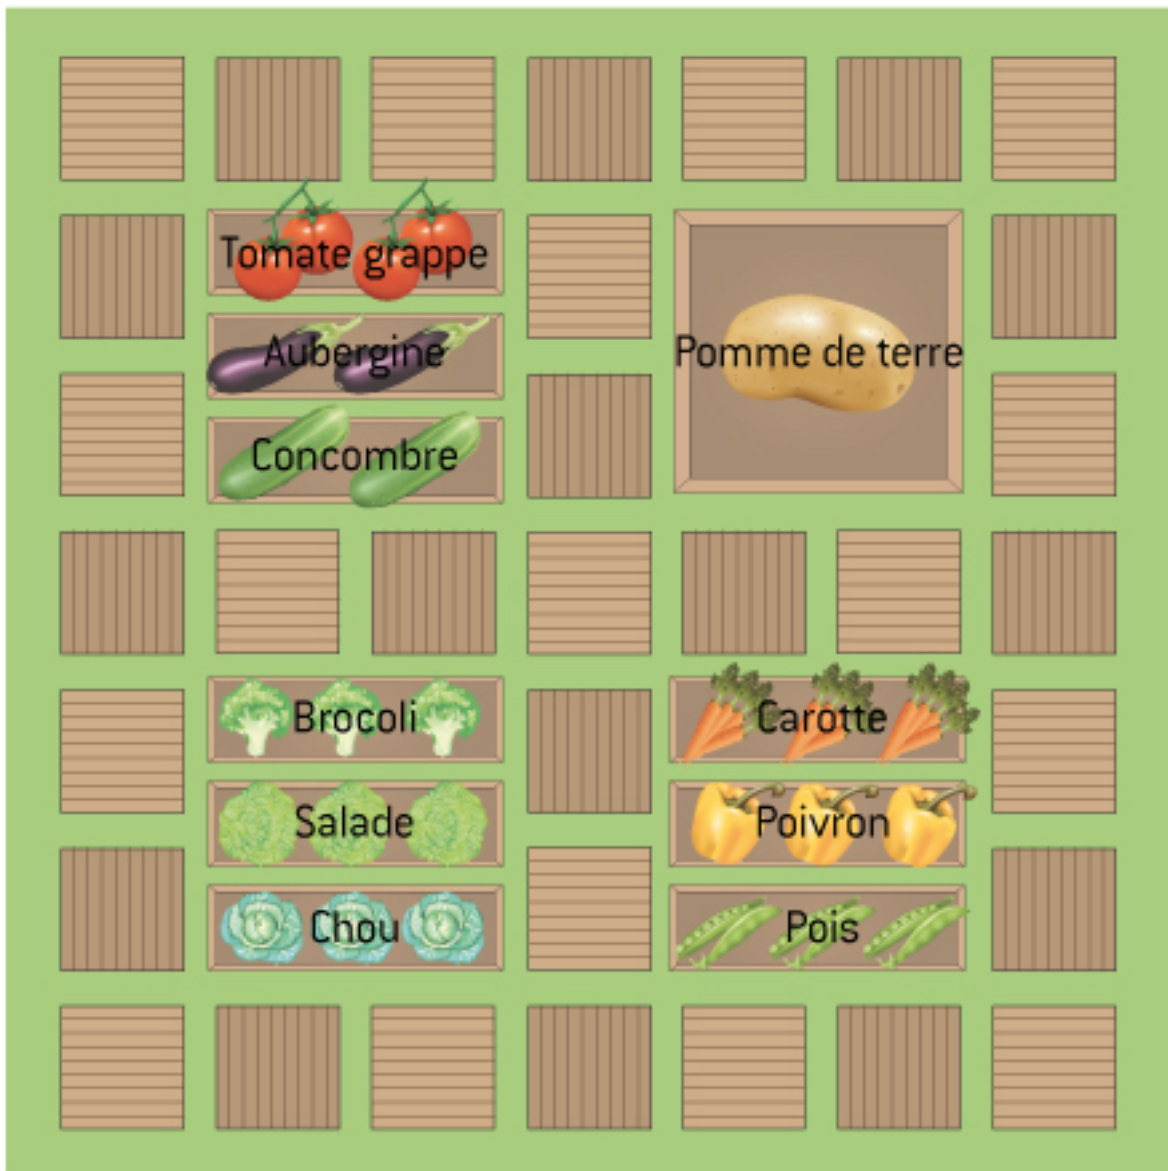 Tomate grappe
Aubergine
Concombre
Pomme de terre
Brocoli
Salade
Chou
Carotte
Poivron
Pois